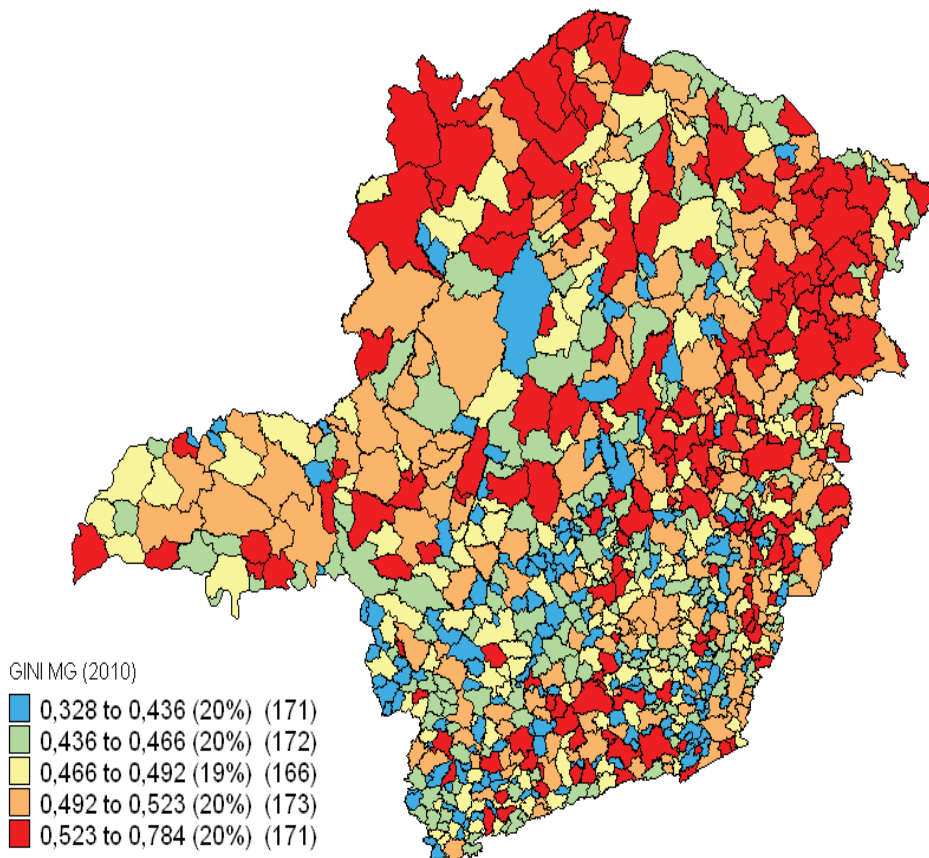 GINI MG (2010)
0,328 to 0,436 (20%) (171)
0,436 to 0,466 (20%) (172)
0,466 to 0,492 (19%) (166)
0,492 to 0,523 (20%) (173)
0,523 to 0,784 (20%) (171)